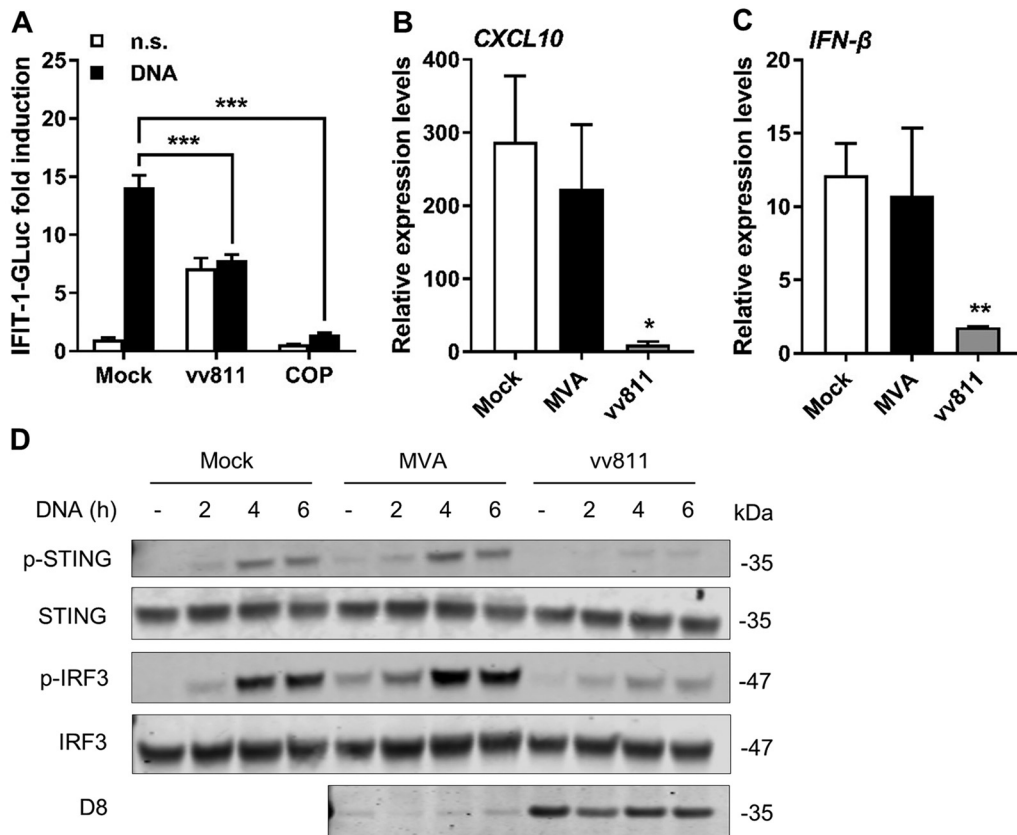 A
n.s.
DNA
IFIT-1-GLuc fold induction
25
20
15
10
5
0
***
***
Mock vv811 COP
B
CXCL10
Relative expression levels
400
300
200
100
0
*
Mock MVA vv811
C
IFN-β
Relative expression levels
20
15
10
5
0
**
Mock MVA vv811
D
Mock MVA vv811
DNA (h) - 2 4 6 - 2 4 6 - 2 4 6 kDa
p-STING -35
STING -35
p-IRF3 -47
IRF3 -47
D8 -35